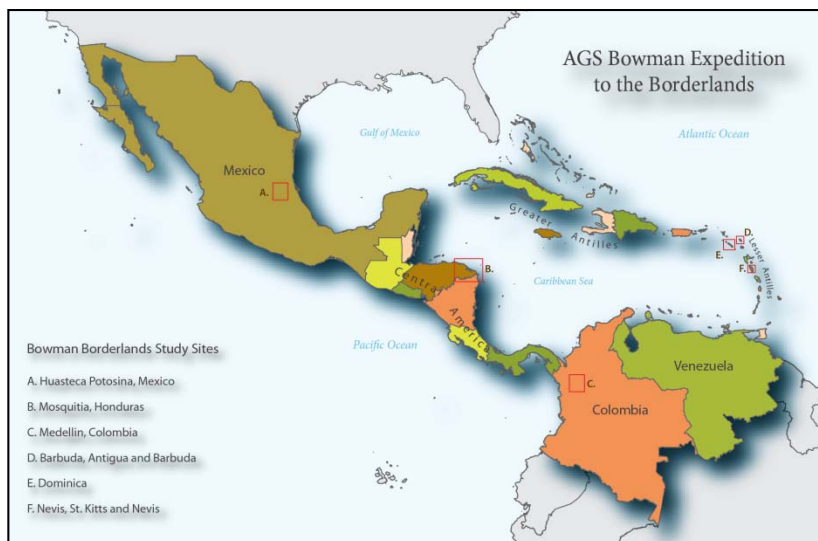 AGS Bowman Expedition
to the Borderlands
Gulf of Mexico
Atlantic Ocean
Mexico
A.
Greater
Antilles
D.
E.
Lesser Antilles
F.
Central
America
B.
Caribbean Sea
Pacific Ocean
Venezuela
C.
Colombia
Bowman Borderlands Study Sites
A. Huasteca Potosina, Mexico
B. Mosquitia, Honduras
C. Medellin, Colombia
D. Barbuda, Antigua and Barbuda
E. Dominica
F. Nevis, St. Kitts and Nevis